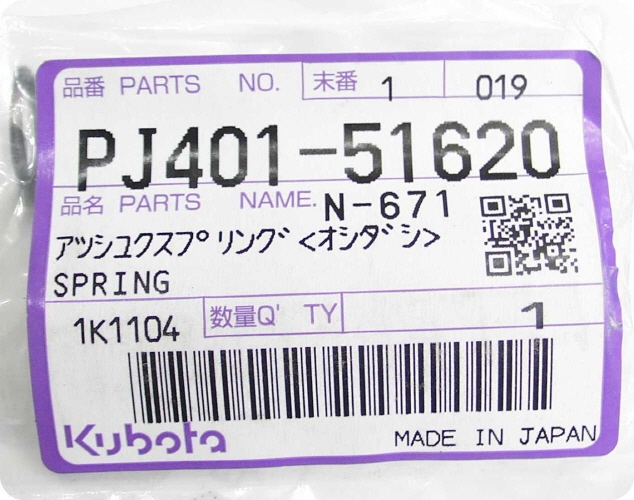 品番 PARTS NO. 末番 1 019
PJ401-51620
品名 PARTS NAME. N-671
アツシユクスプリング<オシダシ>
SPRING
1K1104 数量Q' TY 1
Kubota MADE IN JAPAN